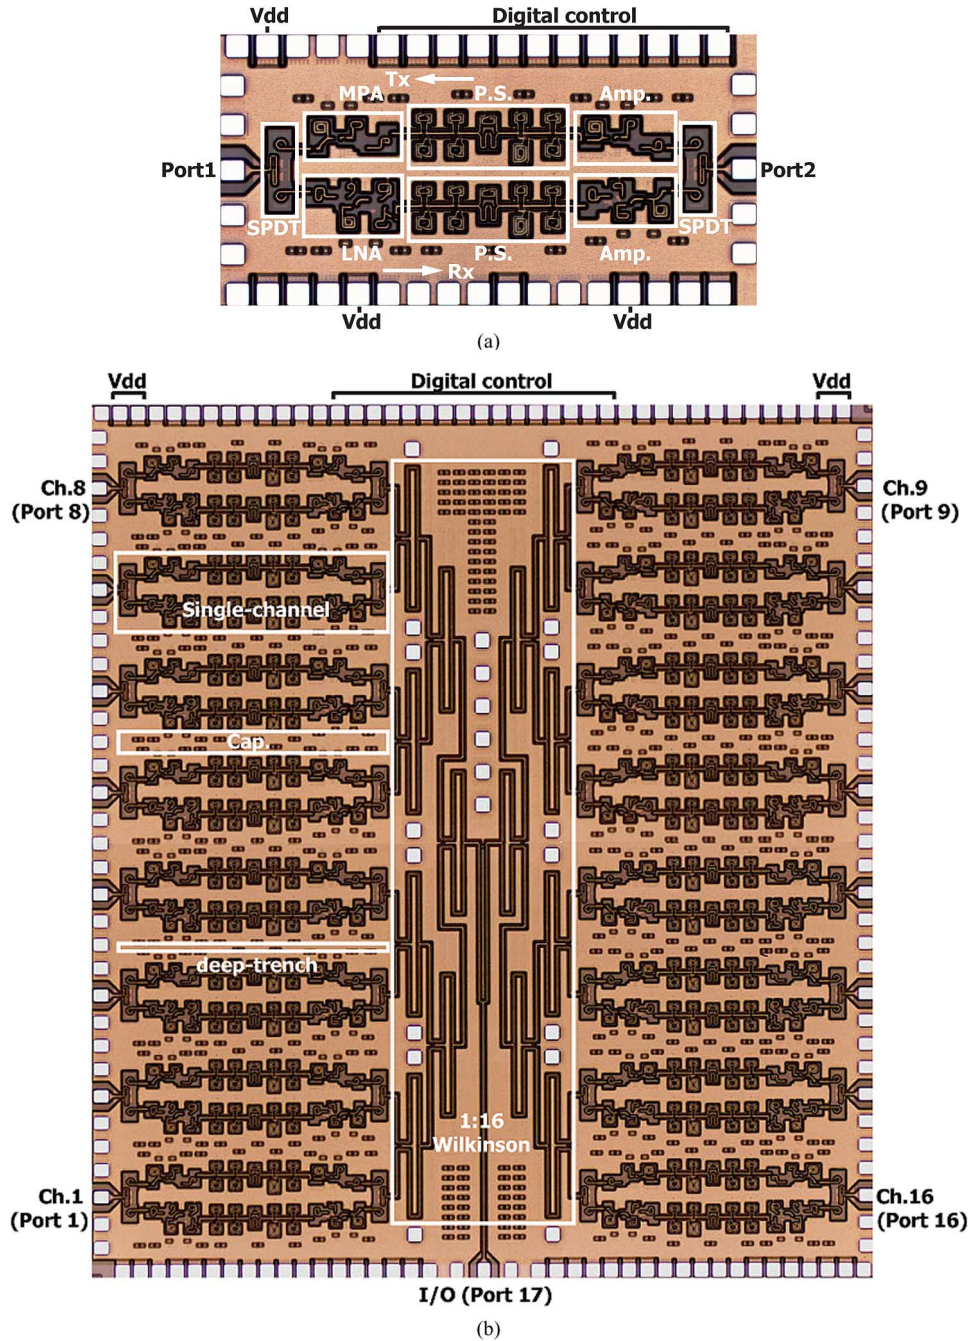 Vdd Digital control
Tx
MPA P.S. Amp.
Port1 Port2
SPDT SPDT
LNA P.S. Amp.
Rx
Vdd Vdd
(a)
Vdd Digital control Vdd
Ch.8 Ch.9
(Port 8) (Port 9)
Single-channel
Cap.
deep-trench
1:16
Wilkinson
Ch.1 Ch.16
(Port 1) (Port 16)
I/O (Port 17)
(b)